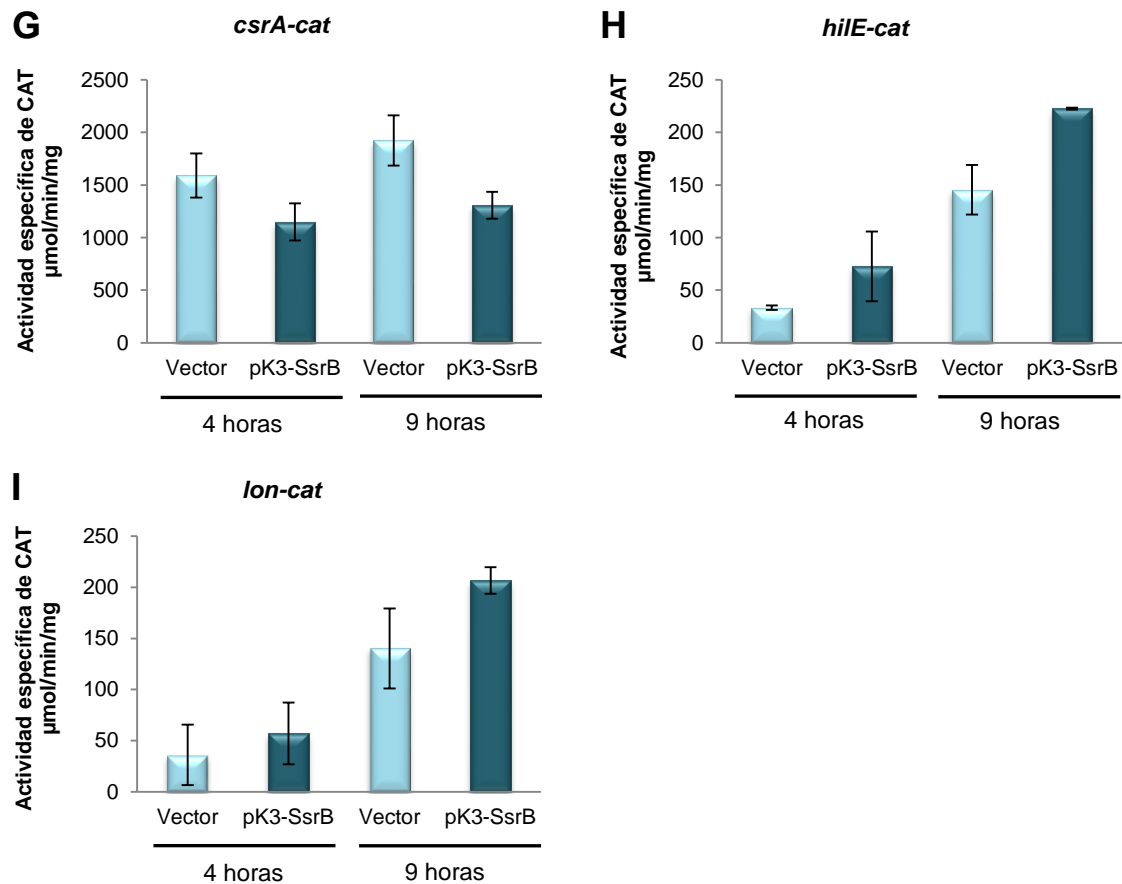 G
csrA-cat
Actividad específica de CAT
µmol/min/mg
2500
2000
1500
1000
500
0
Vector pK3-SsrB Vector pK3-SsrB
4 horas 9 horas
H
hilE-cat
Actividad específica de CAT
µmol/min/mg
250
200
150
100
50
0
Vector pK3-SsrB Vector pK3-SsrB
4 horas 9 horas
I
lon-cat
Actividad específica de CAT
µmol/min/mg
250
200
150
100
50
0
Vector pK3-SsrB Vector pK3-SsrB
4 horas 9 horas